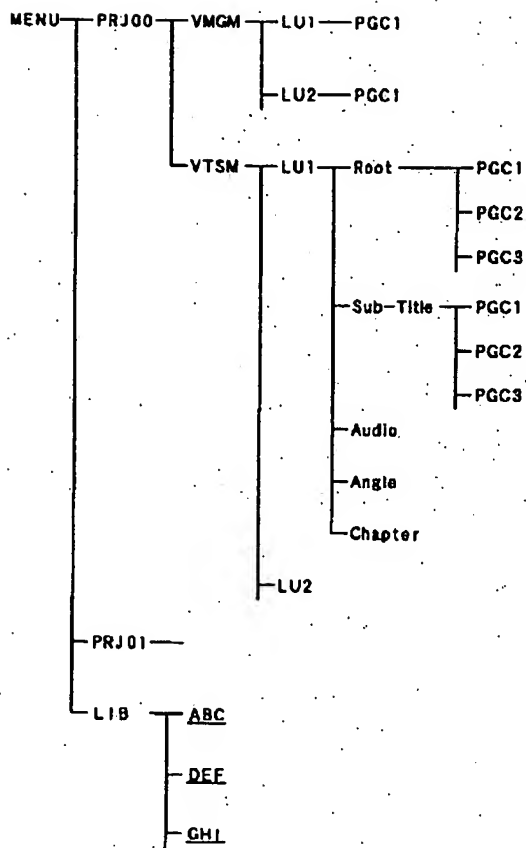 MENU PRJ00 VMGM LU1 PGC1
LU2 PGC1
VTSM LU1 Root PGC1
PGC2
PGC3
Sub-Title PGC1
PGC2
PGC3
Audio
Angle
Chapter
LU2
PRJ01
LIB ABC
DEF
GHI